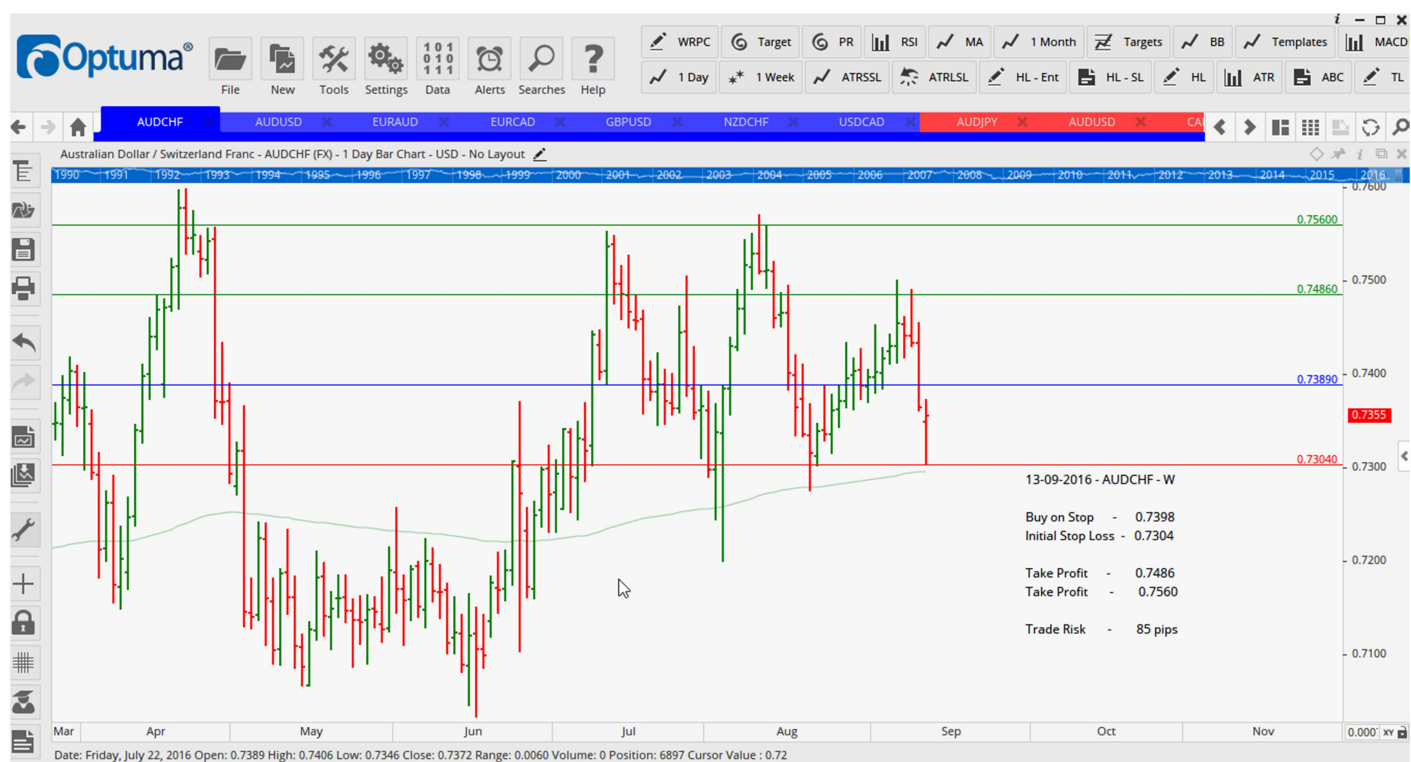 i
Optuma®
File New Tools Settings Data Alerts Searches Help
101
010
111
WRPC Target PR RSI MA 1 Month Targets BB Templates MACD
1 Day 1 Week ATRSSL ATRLSL HL - Ent HL - SL HL ATR ABC TL
AUDCHF AUDUSD EURAUD EURCAD GBPUSD NZDCHF USDCAD AUDJPY AUDUSD CA
Australian Dollar / Switzerland Franc - AUDCHF (FX) - 1 Day Bar Chart - USD - No Layout
1990 1991 1992 1993 1994 1995 1996 1997 1998 1999 2000 2001 2002 2003 2004 2005 2006 2007 2008 2009 2010 2011 2012 2013 2014 2015 2016
0.7600
0.75600
0.7500
0.74860
0.7400
0.73890
0.7355
0.73040
0.7300
13-09-2016 - AUDCHF - W
Buy on Stop - 0.7398
Initial Stop Loss - 0.7304
0.7200
Take Profit - 0.7486
Take Profit - 0.7560
Trade Risk - 85 pips
0.7100
Mar Apr May Jun Jul Aug Sep Oct Nov
XY
Date: Friday, July 22, 2016 Open: 0.7389 High: 0.7406 Low: 0.7346 Close: 0.7372 Range: 0.0060 Volume: 0 Position: 6897 Cursor Value : 0.72